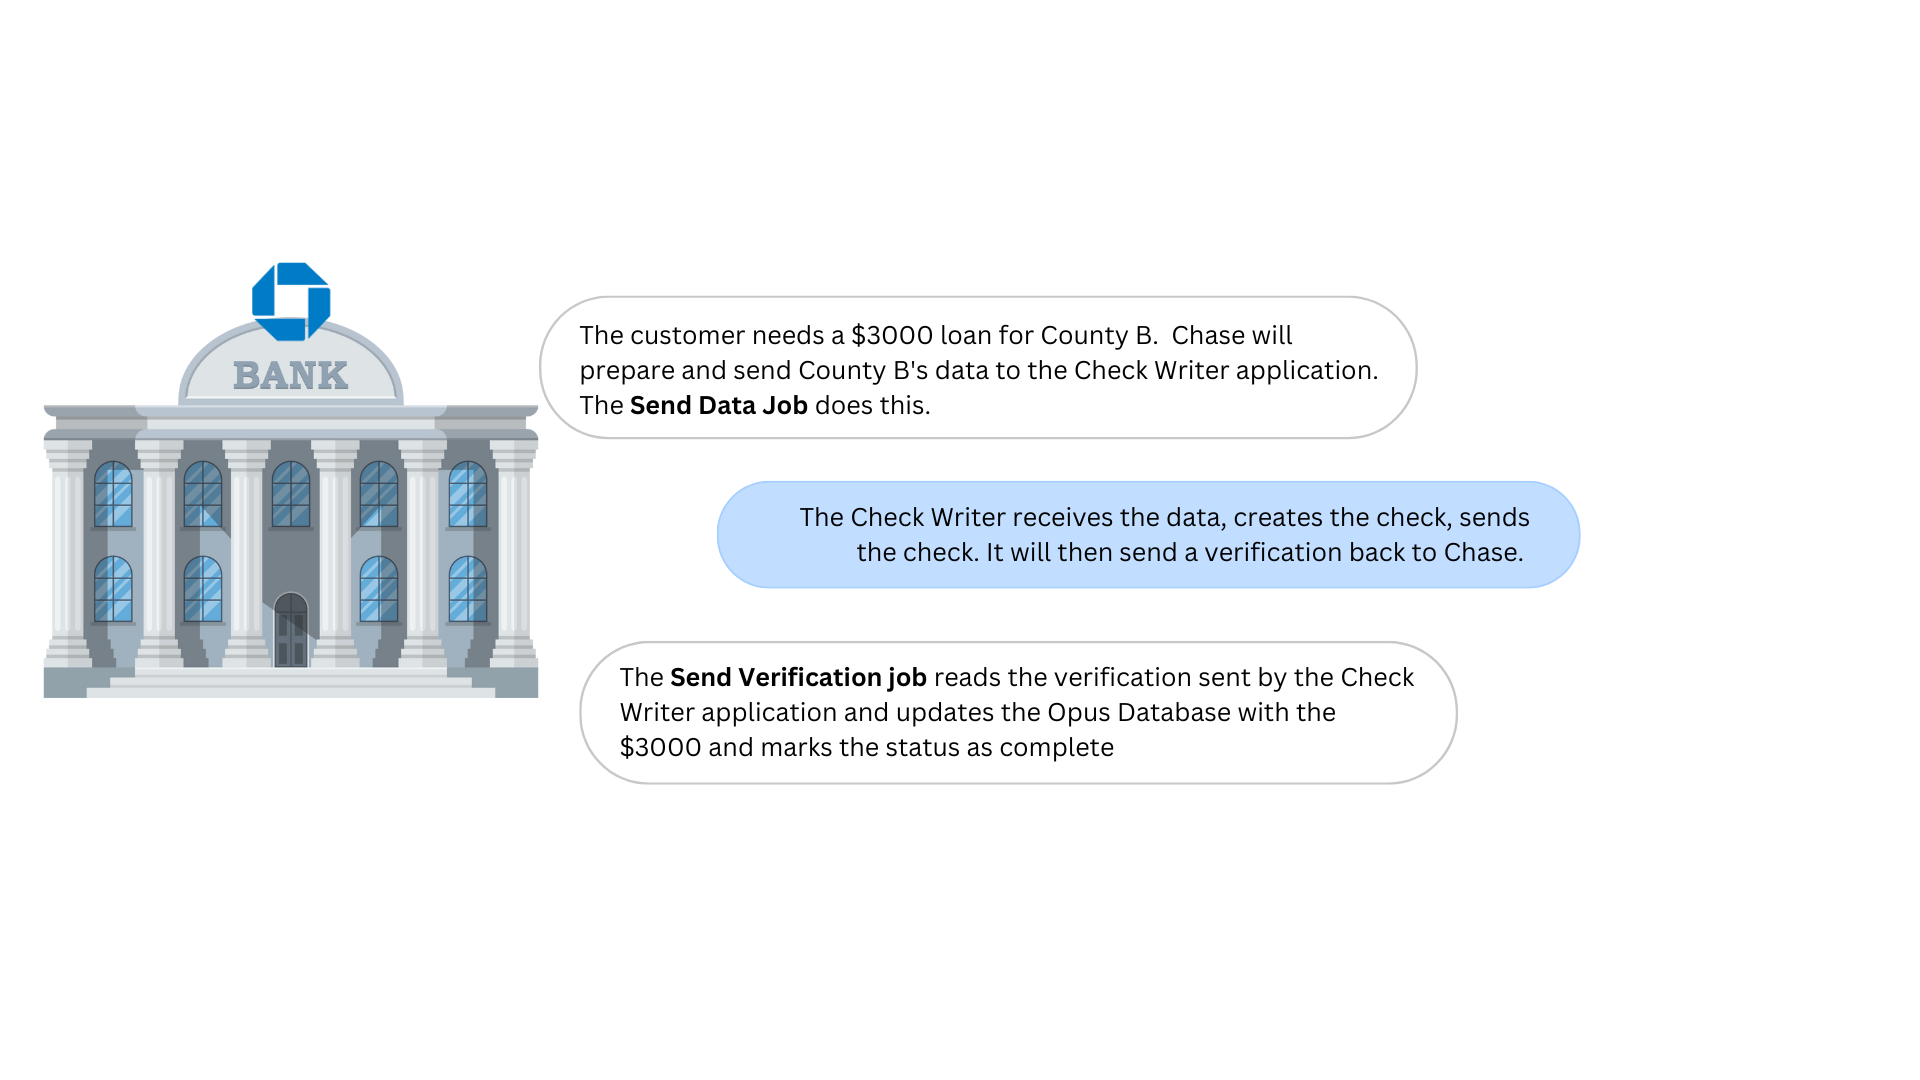 BANK
The customer needs a $3000 loan for County B.  Chase will
prepare and send County B's data to the Check Writer application.
The Send Data Job does this.
The Check Writer receives the data, creates the check, sends
the check. It will then send a verification back to Chase.
The Send Verification job reads the verification sent by the Check
Writer application and updates the Opus Database with the
$3000 and marks the status as complete